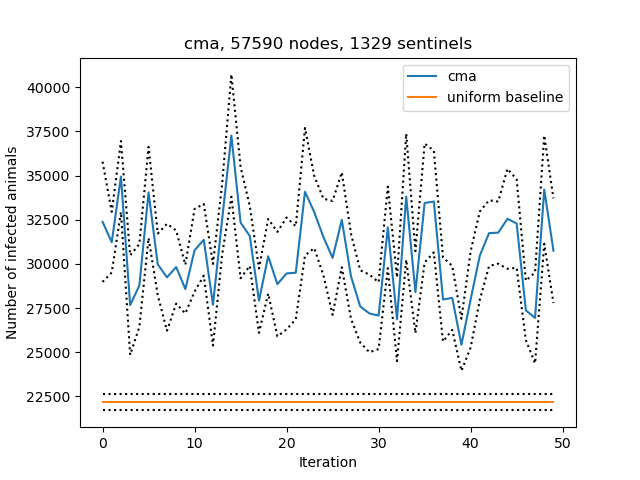 cma, 57590 nodes, 1329 sentinels
cma
uniform baseline
Number of infected animals
40000
37500
35000
32500
30000
27500
25000
22500
0 10 20 30 40 50
Iteration